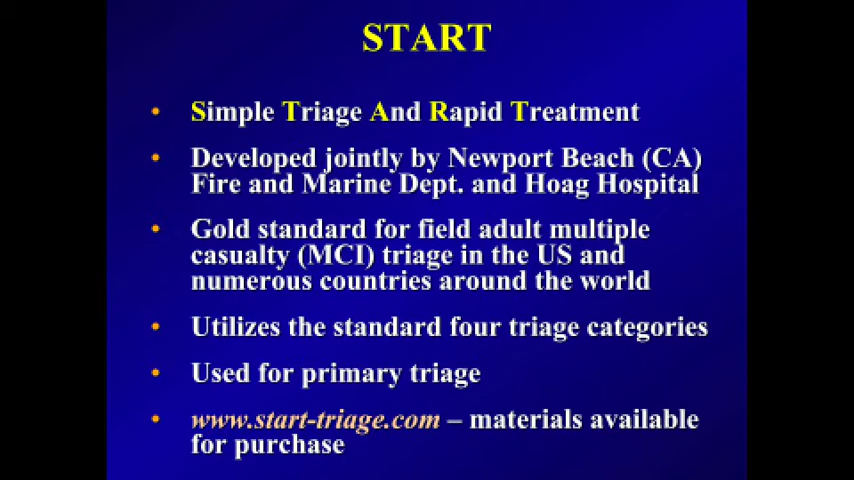 START
• Simple Triage And Rapid Treatment
• Developed jointly by Newport Beach (CA)
Fire and Marine Dept. and Hoag Hospital
• Gold standard for field adult multiple
casualty (MCI) triage in the US and
numerous countries around the world
• Utilizes the standard four triage categories
• Used for primary triage
• www.start-triage.com – materials available
for purchase